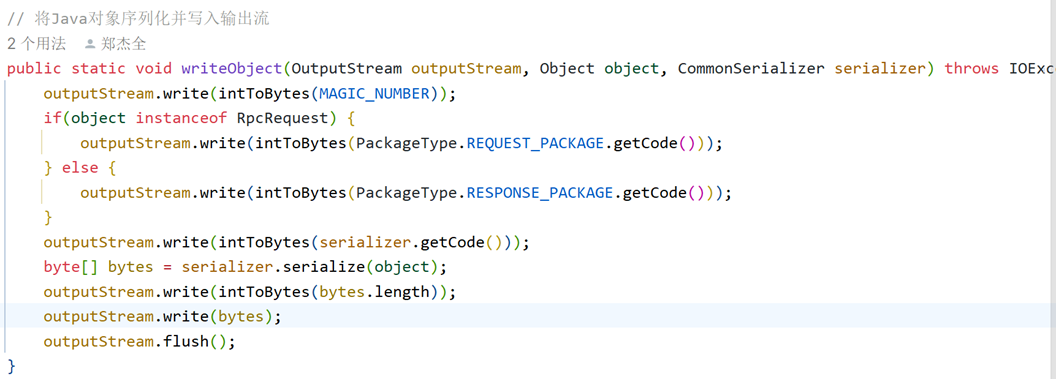 // 将Java对象序列化并写入输出流
2 个用法 郑杰全
public static void writeObject(OutputStream outputStream, Object object, CommonSerializer serializer) throws IOExc
outputStream.write(intToBytes(MAGIC_NUMBER));
if(object instanceof RpcRequest) {
outputStream.write(intToBytes(PackageType.REQUEST_PACKAGE.getCode()));
} else {
outputStream.write(intToBytes(PackageType.RESPONSE_PACKAGE.getCode()));
}
outputStream.write(intToBytes(serializer.getCode()));
byte[] bytes = serializer.serialize(object);
outputStream.write(intToBytes(bytes.length));
outputStream.write(bytes);
outputStream.flush();
}